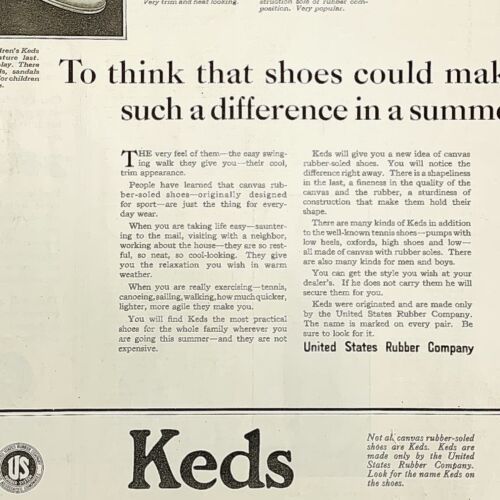 Very trim and neat looking.
struction sole of rubber com-
position. Very popular.
dren's Keds
ature last.
play. There
ls, sandals
for children
e.
To think that shoes could mak
such a difference in a summe
THE very feel of them—the easy swing-
ing walk they give you—their cool,
trim appearance.
People have learned that canvas rub-
ber-soled shoes—originally designed
for sport—are just the thing for every-
day wear.
When you are taking life easy—saunter-
ing to the mail, visiting with a neighbor,
working about the house—they are so rest-
ful, so neat, so cool-looking. They give
you the relaxation you wish in warm
weather.
When you are really exercising—tennis,
canoeing, sailing, walking, how much quicker,
lighter, more agile they make you.
You will find Keds the most practical
shoes for the whole family wherever you
are going this summer—and they are not
expensive.
Keds will give you a new idea of canvas
rubber-soled shoes. You will notice the
difference right away. There is a shapeliness
in the last, a fineness in the quality of the
canvas and the rubber, a sturdiness of
construction that make them hold their
shape.
There are many kinds of Keds in addition
to the well-known tennis shoes—pumps with
low heels, oxfords, high shoes and low—
all made of canvas with rubber soles. There
are also many kinds for men and boys.
You can get the style you wish at your
dealer's. If he does not carry them he will
secure them for you.
Keds were originated and are made only
by the United States Rubber Company.
The name is marked on every pair. Be
sure to look for it.
United States Rubber Company
US
Keds
Not all canvas rubber-soled
shoes are Keds. Keds are
made only by the United
States Rubber Company.
Look for the name Keds on
the shoes.